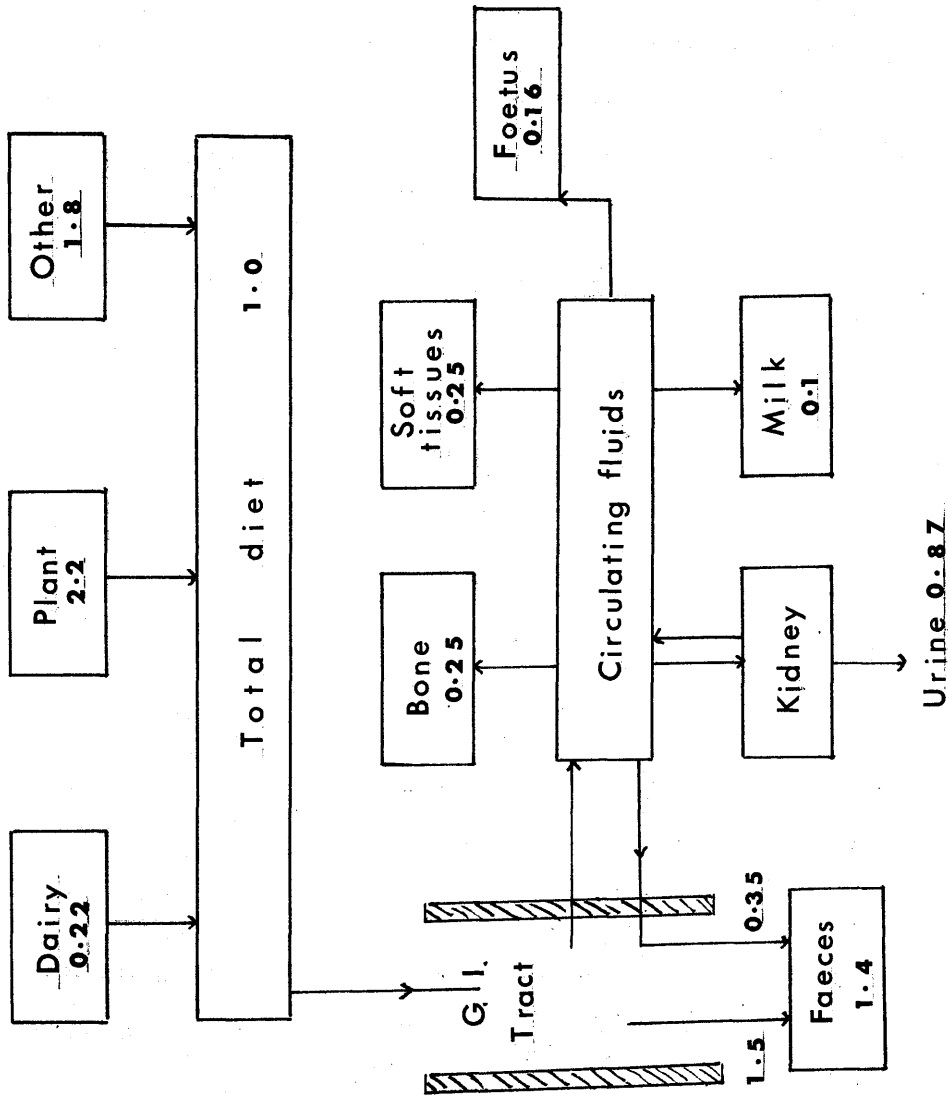 Dairy
0.22
Plant
2.2
Other
1.8
Total diet 1.0
G. I.
Tract
Bone
0.25
Soft
tissues
0.25
Foetus
0.16
Circulating fluids
Kidney
Milk
0.1
1.5
0.35
Faeces
1.4
Urine 0.87